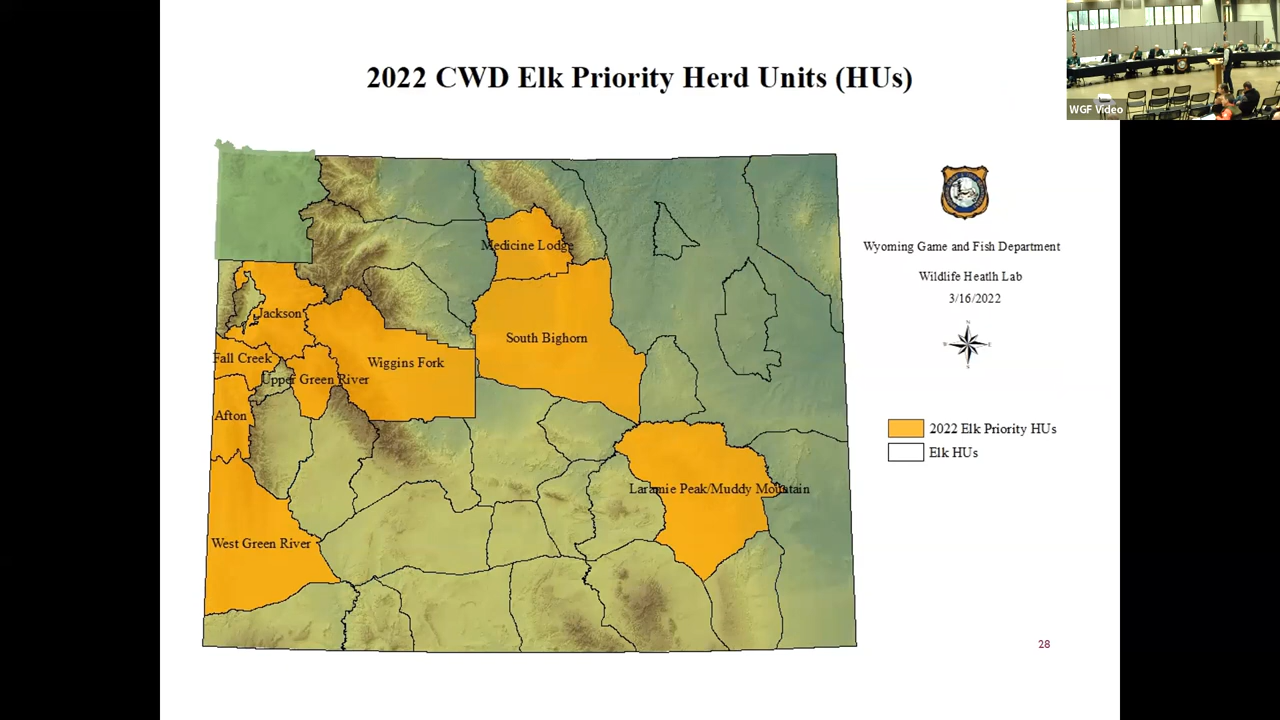 WGF Video
2022 CWD Elk Priority Herd Units (HUs)
Medicine Lodge
Jackson
South Bighorn
Fall Creek
Wiggins Fork
Upper Green River
Afton
Laramie Peak/Muddy Mountain
West Green River
Wyoming Game and Fish Department
Wildlife Heatlh Lab
3/16/2022
N
W
E
S
2022 Elk Priority HUs
Elk HUs
28